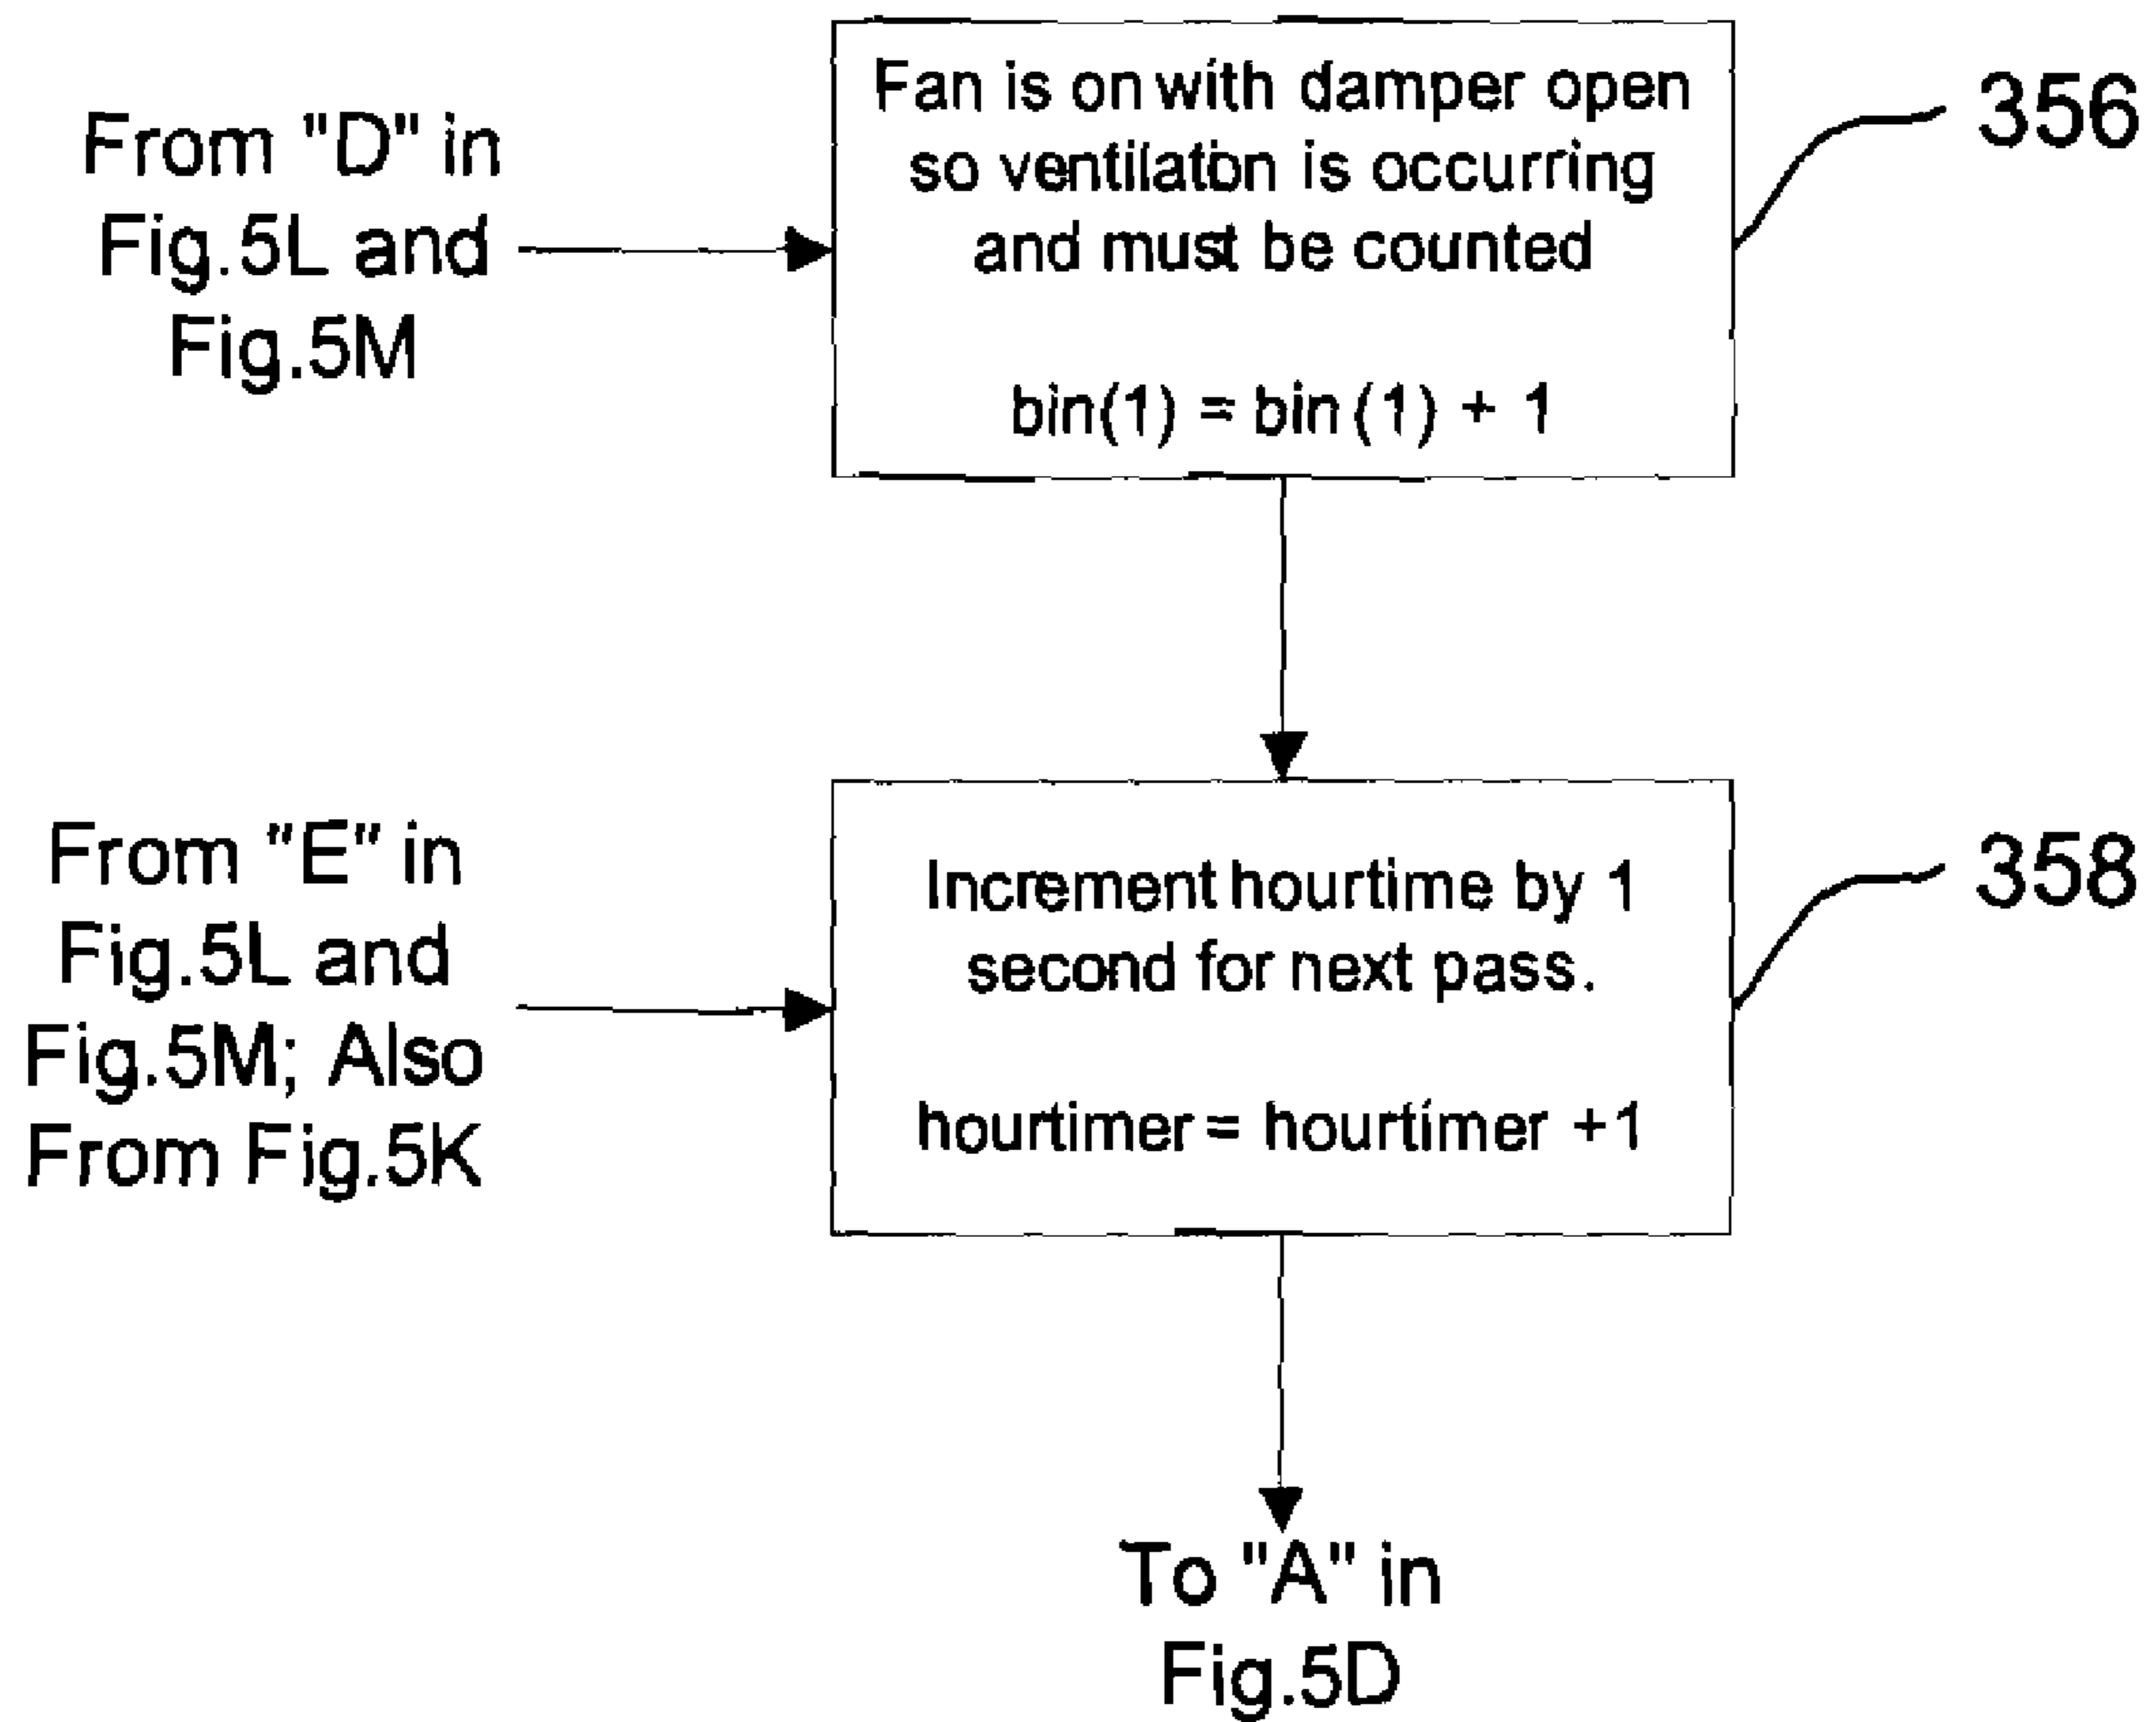 From "D" in
Fig.5L and
Fig.5M
Fan is on with damper open
so ventilaton is occurring
and must be counted
bin(1) = bin(1) + 1
356
From "E" in
Fig.5L and
Fig.5M; Also
From Fig.5K
Increment hourtime by 1
second for next pass.
hourtimer = hourtimer +1
358
To "A" in
Fig.5D